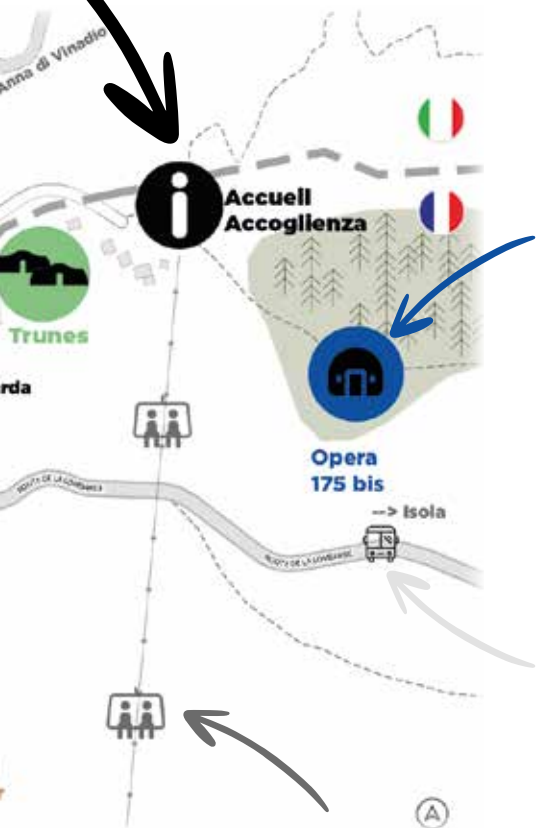 Anna di Vinadio
Accueil
Accoglienza
Trunes
rda
Opera
175 bis
--> Isola
ROUTE DE LA LOMBARDE
ROUTE DE LA LOMBARDE
A